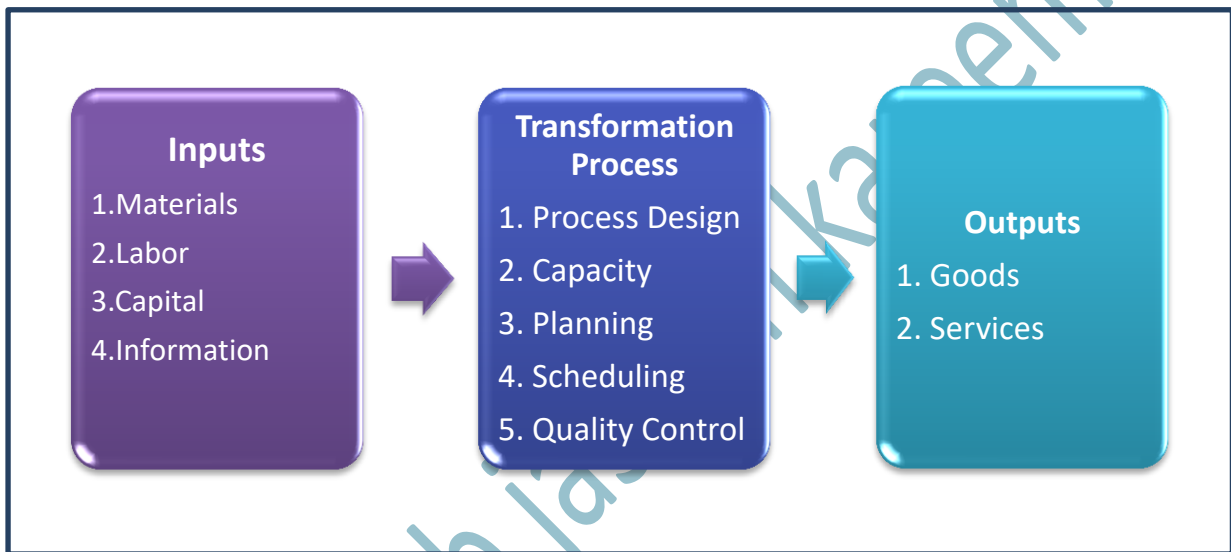 Inputs
1.Materials
2.Labor
3.Capital
4.Information
Transformation
Process
1. Process Design
2. Capacity
3. Planning
4. Scheduling
5. Quality Control
Outputs
1. Goods
2. Services